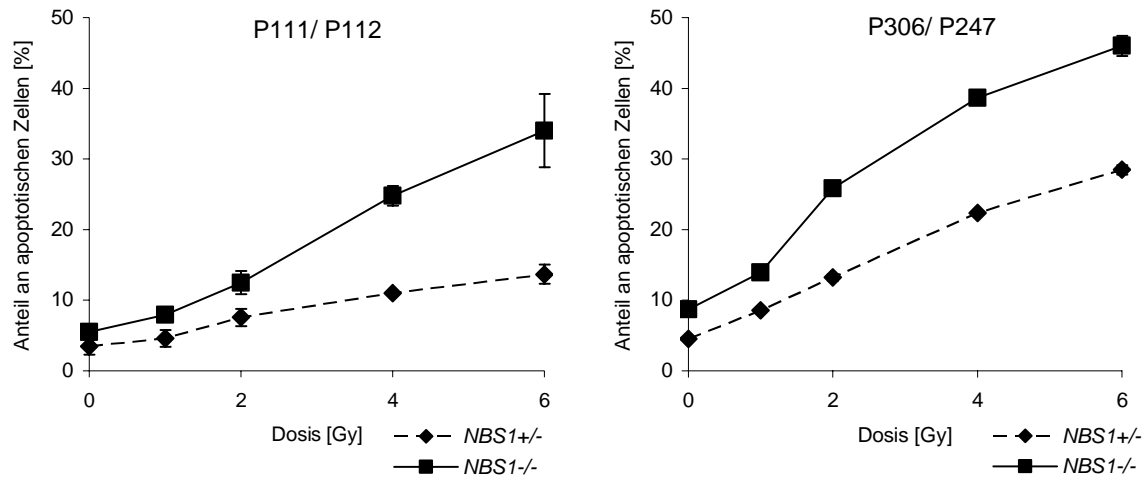 P111/ P112
Anteil an apoptotischen Zellen [%]
50
40
30
20
10
0
0 2 4 6
Dosis [Gy]
NBS1+/-
NBS1-/-
P306/ P247
Anteil an apoptotischen Zellen [%]
50
40
30
20
10
0
0 2 4 6
Dosis [Gy]
NBS1+/-
NBS1-/-